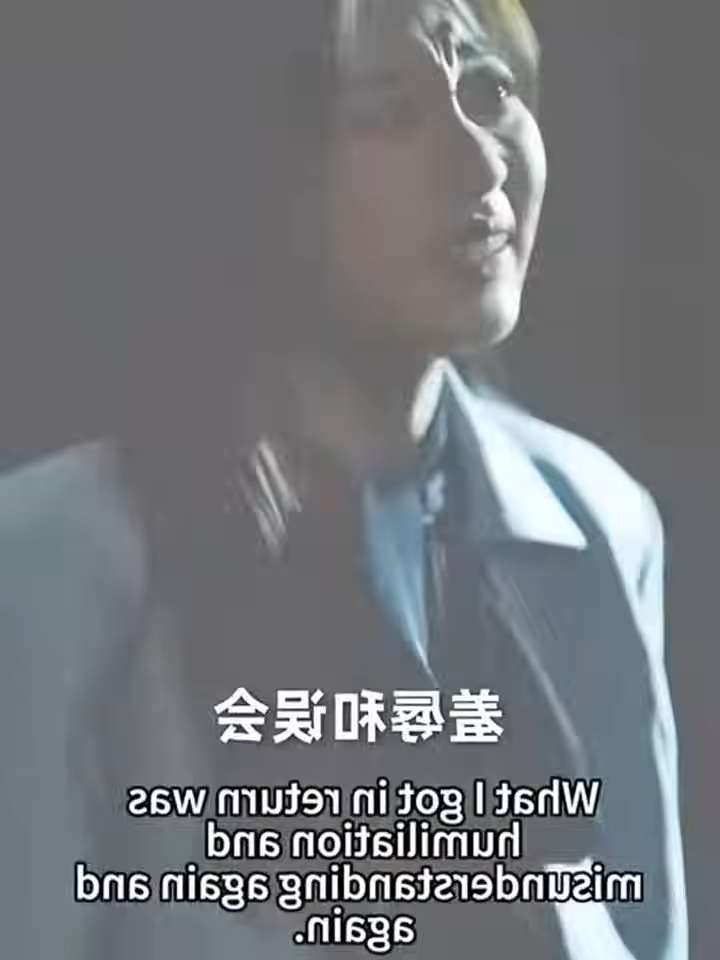 羞辱和误会
What I got in return was
humiliation and
misunderstanding again and
again.